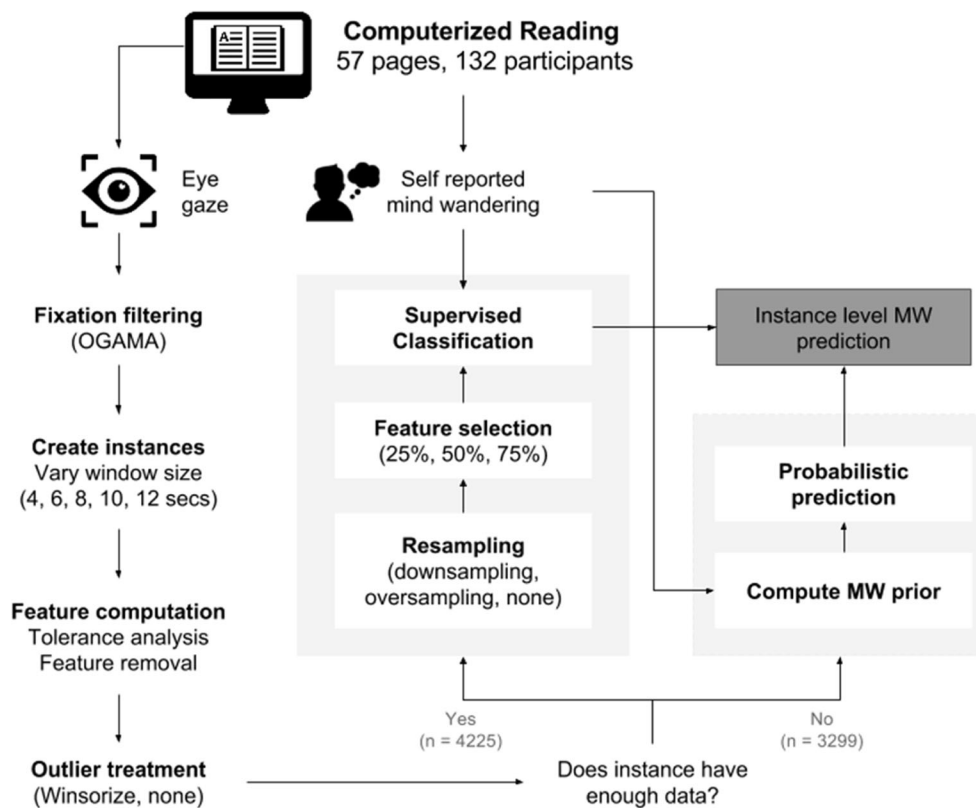 Computerized Reading
57 pages, 132 participants
A
Eye
gaze
Self reported
mind wandering
Fixation filtering
(OGAMA)
Create instances
Vary window size
(4, 6, 8, 10, 12 secs)
Feature computation
Tolerance analysis
Feature removal
Outlier treatment
(Winsorize, none)
Supervised
Classification
Feature selection
(25%, 50%, 75%)
Resampling
(downsampling,
oversampling, none)
Instance level MW
prediction
Probabilistic
prediction
Compute MW prior
Yes
(n = 4225)
No
(n = 3299)
Does instance have
enough data?